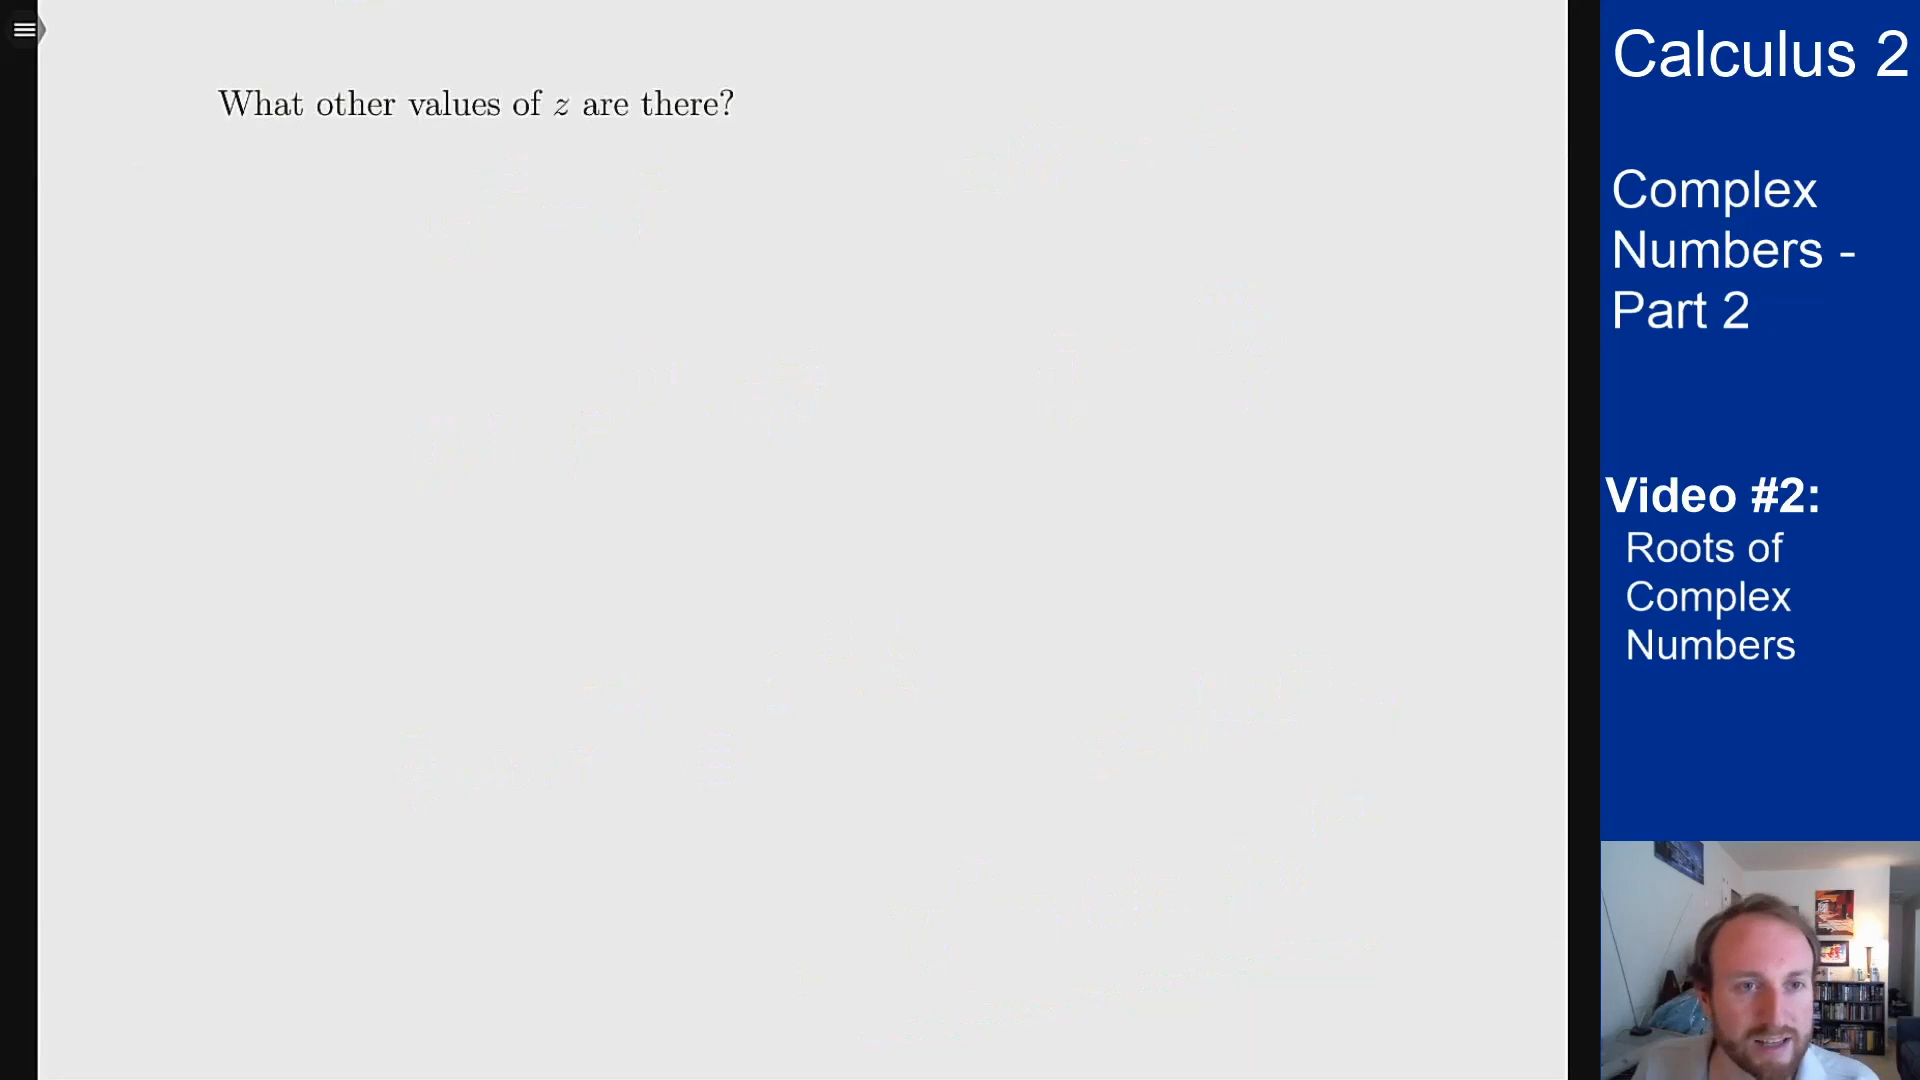 What other values of z are there?
Calculus 2
Complex
Numbers -
Part 2
Video #2:
Roots of
Complex
Numbers